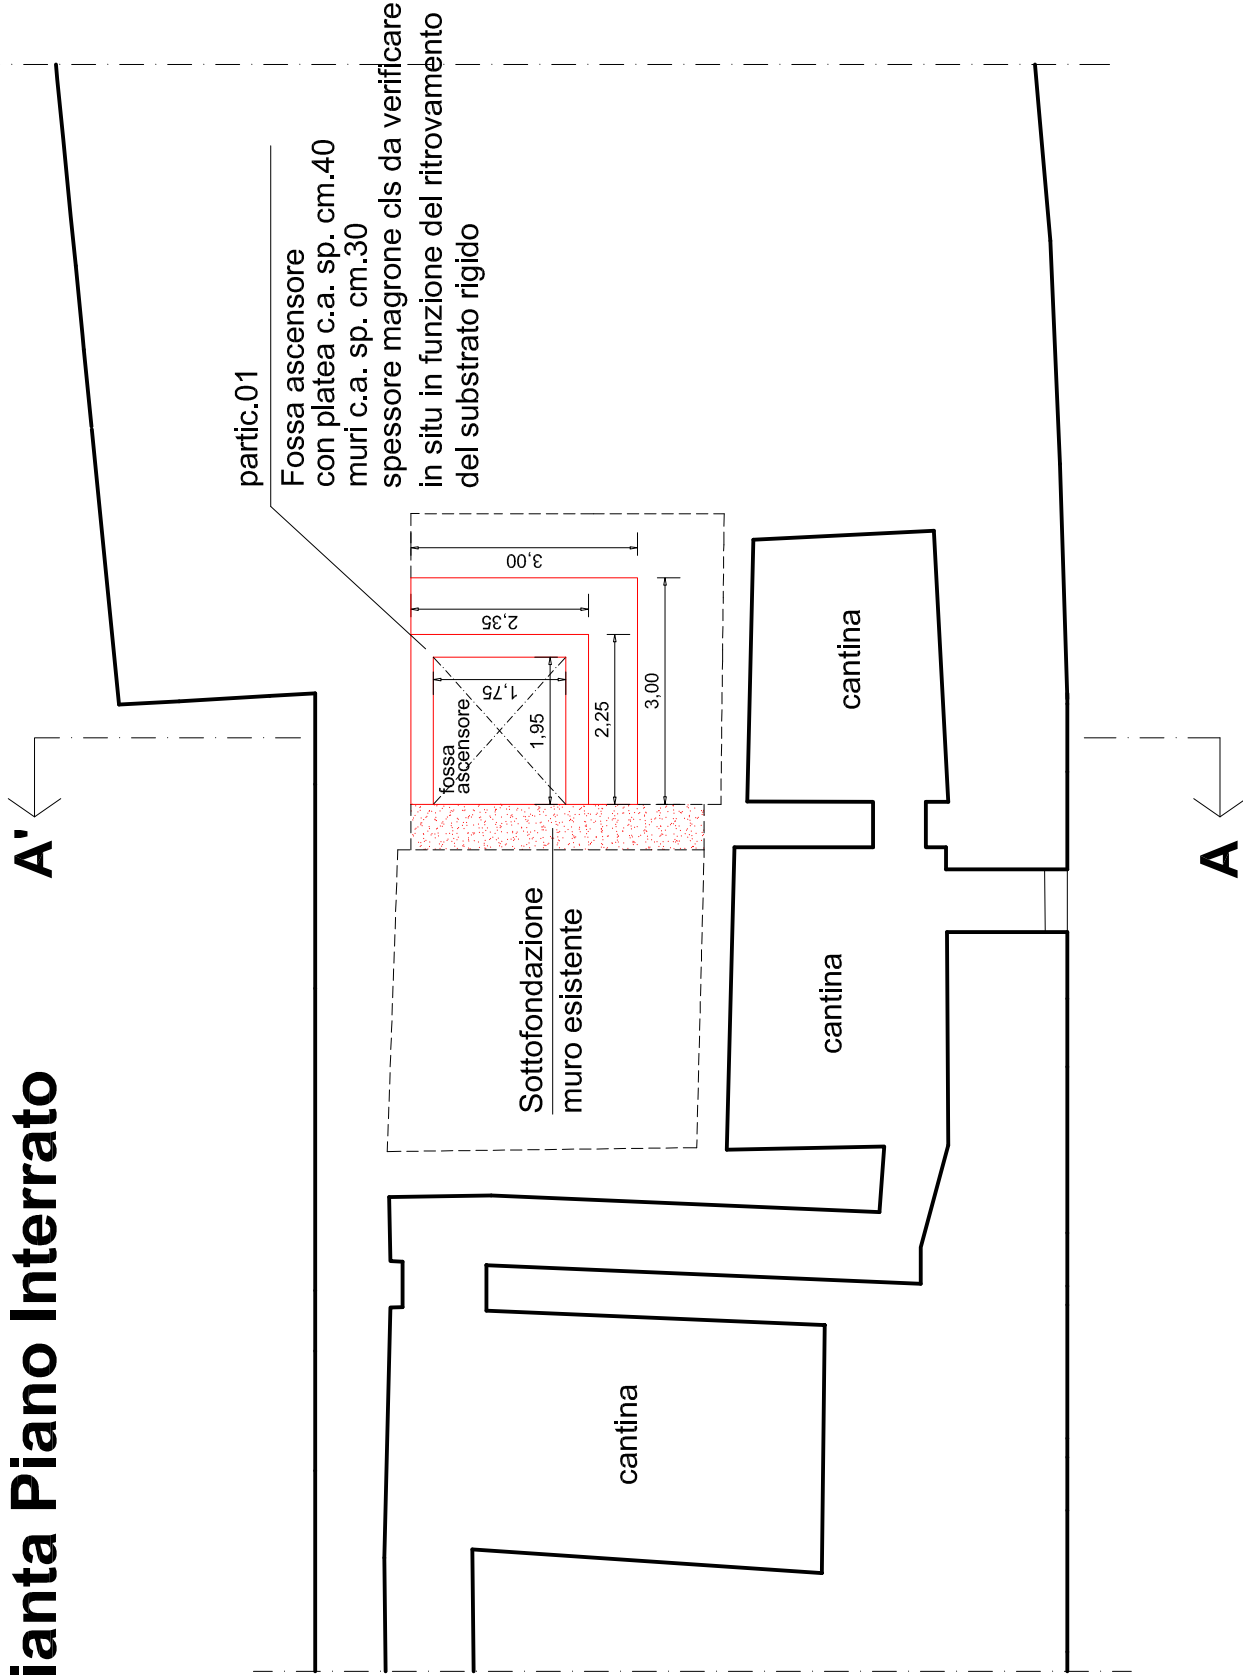 ianta Piano Interrato
A'
partic.01
Fossa ascensore
con platea c.a. sp. cm.40
muri c.a. sp. cm.30
spessore magrone cls da verificare
in situ in funzione del ritrovamento
del substrato rigido
fossa
ascensore
1,75
1,95
2,35
2,25
3,00
3,00
Sottofondazione
muro esistente
cantina
cantina
cantina
A